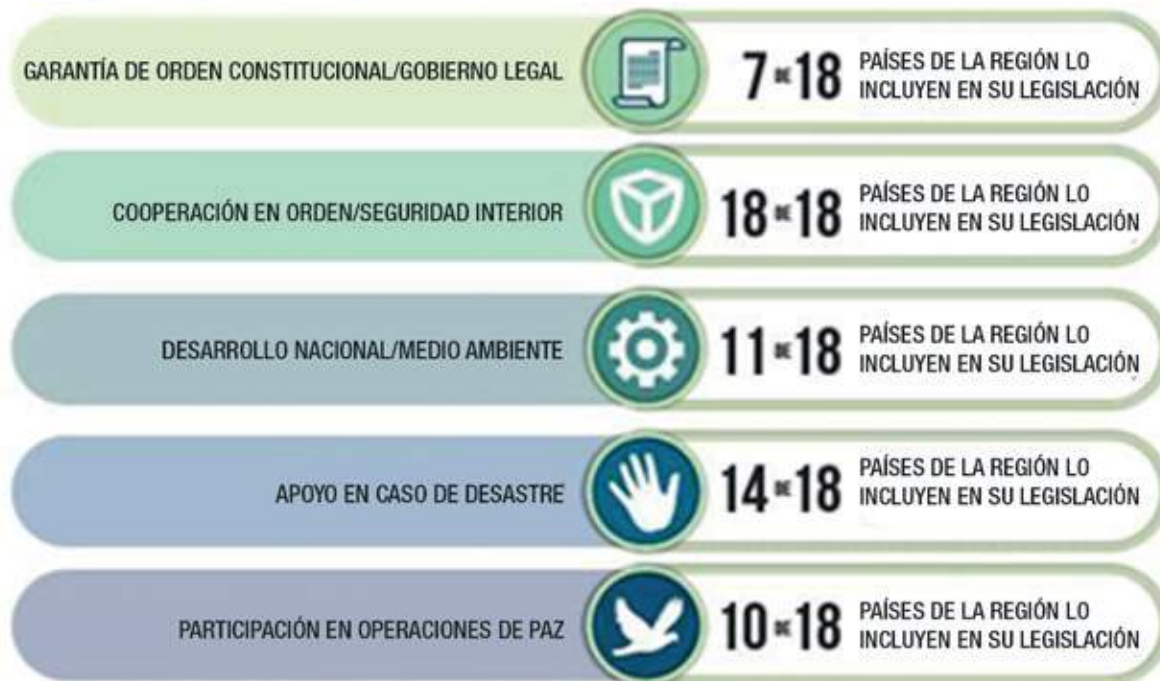 GARANTÍA DE ORDEN CONSTITUCIONAL/GOBIERNO LEGAL
7 DE 18
PAÍSES DE LA REGIÓN LO
INCLUYEN EN SU LEGISLACIÓN
COOPERACIÓN EN ORDEN/SEGURIDAD INTERIOR
18 DE 18
PAÍSES DE LA REGIÓN LO
INCLUYEN EN SU LEGISLACIÓN
DESARROLLO NACIONAL/MEDIO AMBIENTE
11 DE 18
PAÍSES DE LA REGIÓN LO
INCLUYEN EN SU LEGISLACIÓN
APOYO EN CASO DE DESASTRE
14 DE 18
PAÍSES DE LA REGIÓN LO
INCLUYEN EN SU LEGISLACIÓN
PARTICIPACIÓN EN OPERACIONES DE PAZ
10 DE 18
PAÍSES DE LA REGIÓN LO
INCLUYEN EN SU LEGISLACIÓN